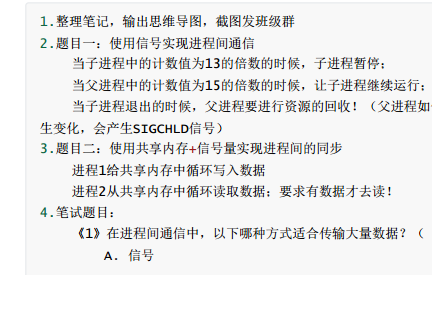 1.整理笔记，输出思维导图，截图发班级群
2.题目一：使用信号实现进程间通信
当子进程中的计数值为13的倍数的时候，子进程暂停；
当父进程中的计数值为15的倍数的时候，让子进程继续运行；
当子进程退出的时候，父进程要进行资源的回收！（父进程如
生变化，会产生SIGCHLD信号）
3.题目二：使用共享内存+信号量实现进程间的同步
进程1给共享内存中循环写入数据
进程2从共享内存中循环读取数据；要求有数据才去读！
4.笔试题目：
《1》在进程间通信中，以下哪种方式适合传输大量数据？（
A. 信号